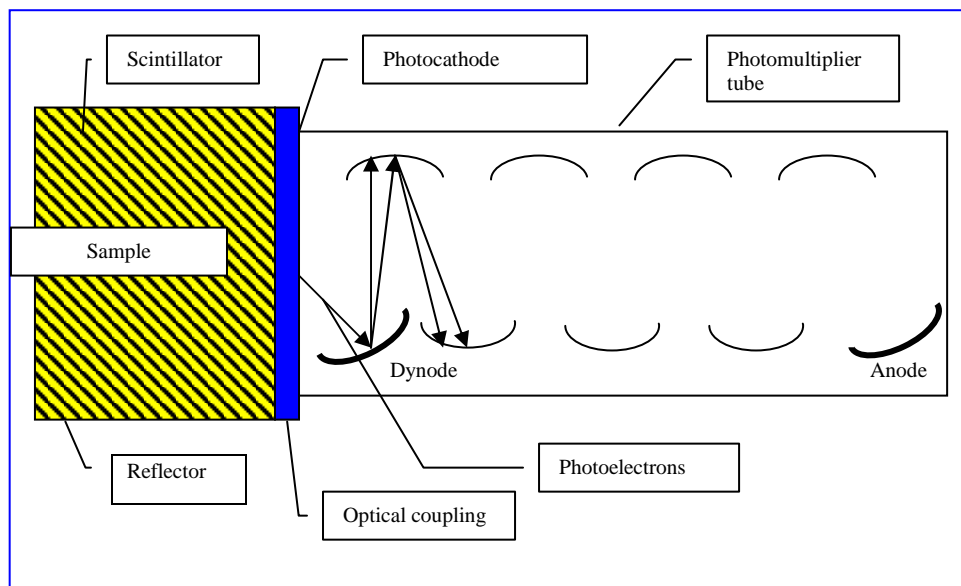 Scintillator
Photocathode
Photomultiplier
tube
Sample
Dynode
Anode
Reflector
Photoelectrons
Optical coupling